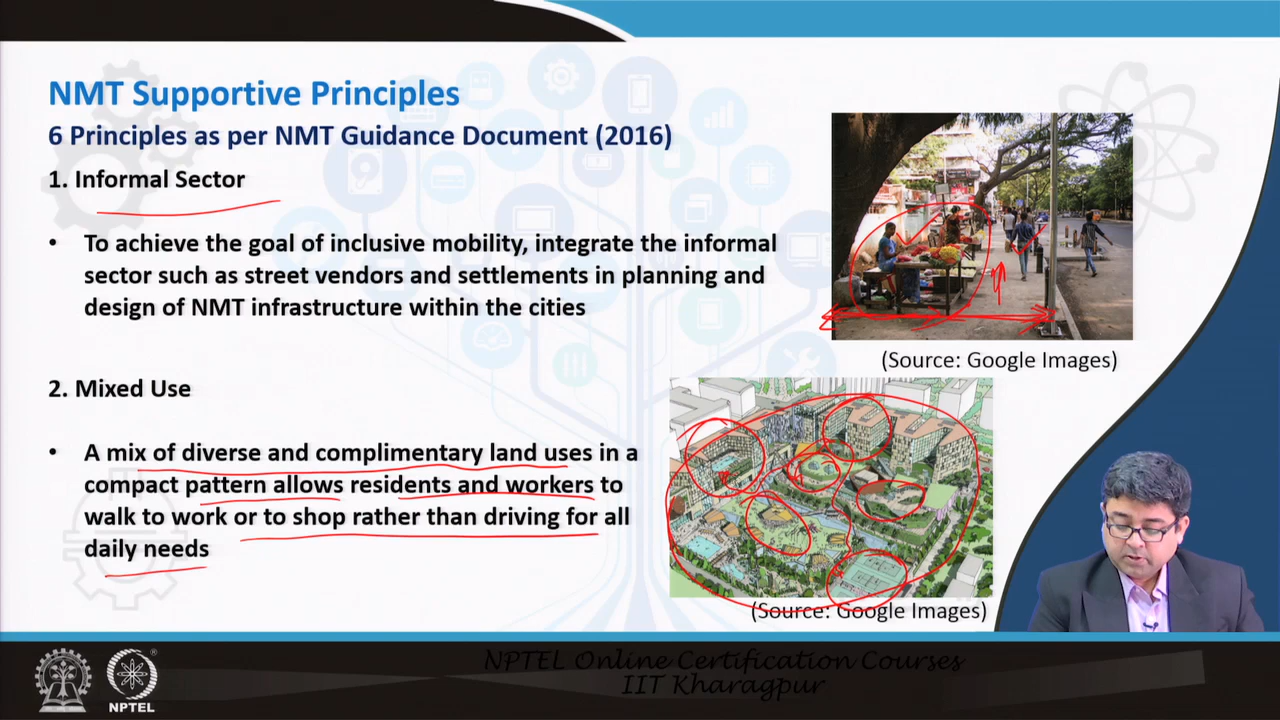 NMT Supportive Principles
6 Principles as per NMT Guidance Document (2016)
1. Informal Sector
• To achieve the goal of inclusive mobility, integrate the informal
sector such as street vendors and settlements in planning and
design of NMT infrastructure within the cities
(Source: Google Images)
2. Mixed Use
• A mix of diverse and complimentary land uses in a
compact pattern allows residents and workers to
walk to work or to shop rather than driving for all
daily needs
(Source: Google Images)
NPTEL Online Certification Courses
IIT Kharagpur
NPTEL